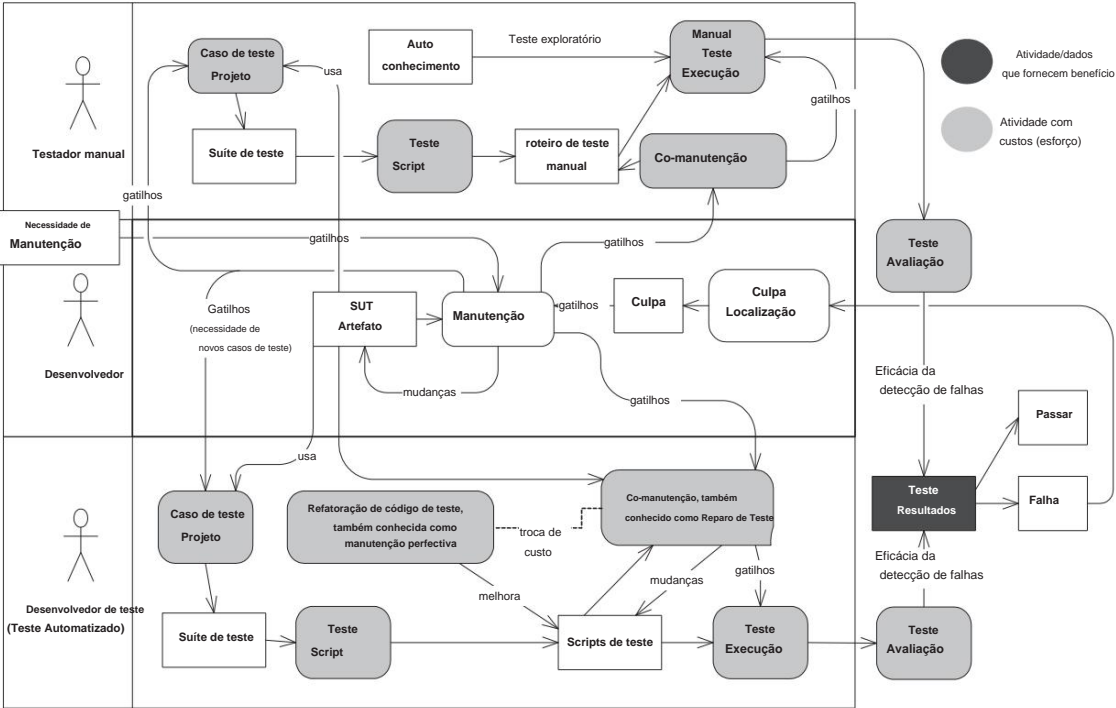 Caso de teste
Projeto
usa
Auto
conhecimento
Teste exploratório
Manual
Teste
Execução
gatilhos
Atividade/dados
que fornecem benefício
Atividade com
custos (esforço)
Testador manual
Suíte de teste
Teste
Script
roteiro de teste
manual
Co-manutenção
gatilhos
Necessidade de
Manutenção
gatilhos
gatilhos
Teste
Avaliação
Gatilhos
(necessidade de
novos casos de teste)
SUT
Artefato
Manutenção
gatilhos
Culpa
Culpa
Localização
Desenvolvedor
mudanças
gatilhos
Eficácia da
detecção de falhas
Passar
usa
Caso de teste
Projeto
Refatoração de código de teste,
também conhecida como
manutenção perfectiva
troca de
custo
Co-manutenção, também
conhecido como Reparo de Teste
Teste
Resultados
Falha
Eficácia da
detecção de falhas
melhora
mudanças
gatilhos
Desenvolvedor de teste
(Teste Automatizado)
Suíte de teste
Teste
Script
Scripts de teste
Teste
Execução
Teste
Avaliação